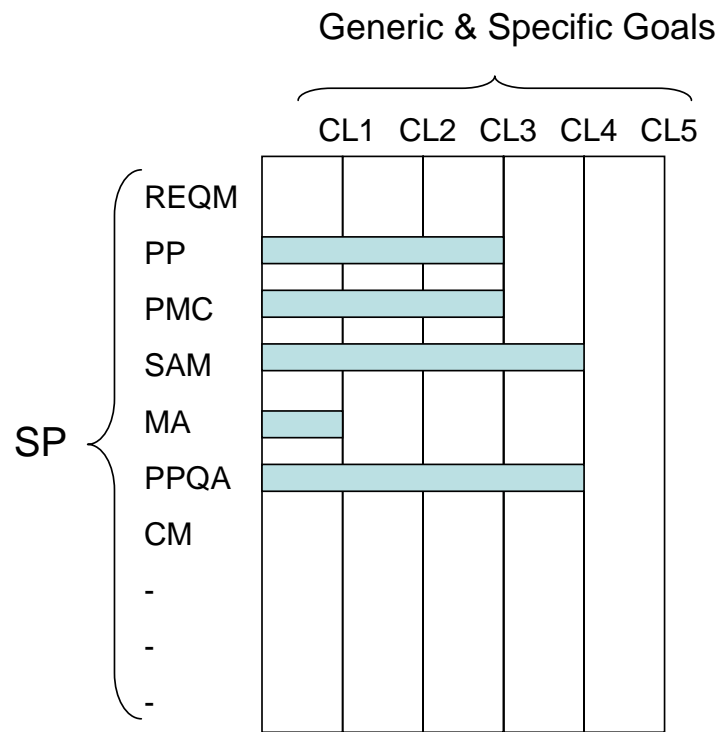 Generic & Specific Goals
CL1 CL2 CL3 CL4 CL5
REQM
PP
PMC
SAM
MA
SP
PPQA
CM
-
-
-